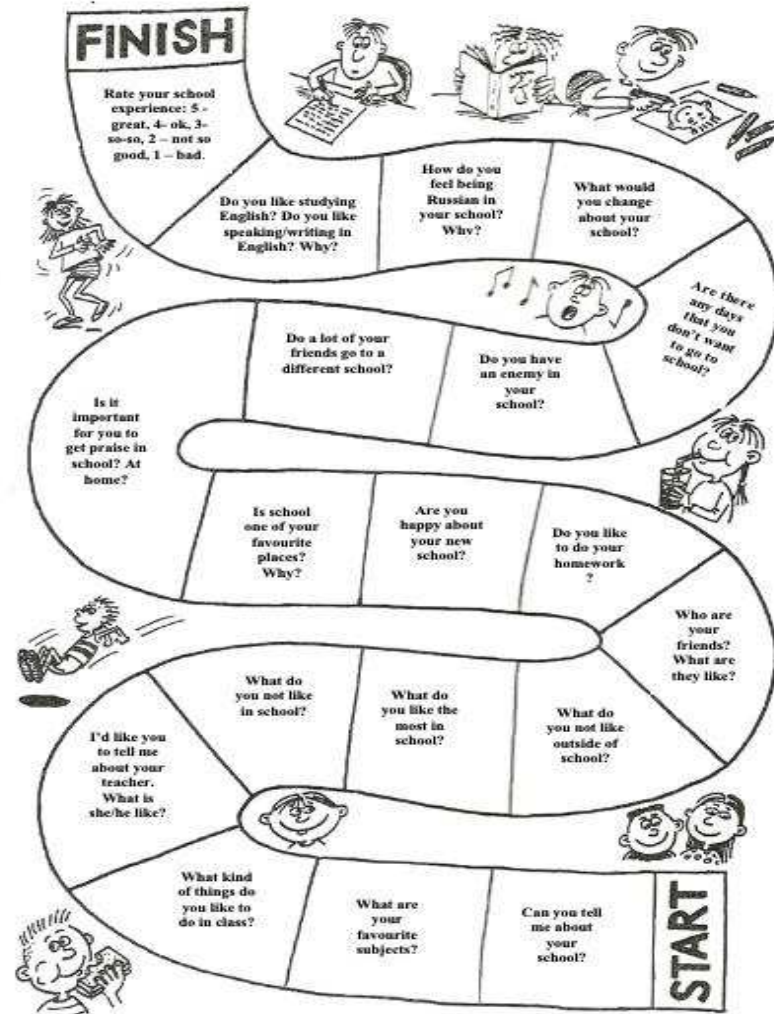 FINISH
Rate your school
experience: 5 -
great, 4- ok, 3-
so-so, 2 – not so
good, 1 – bad.
Do you like studying
English? Do you like
speaking/writing in
English? Why?
How do you
feel being
Russian in
your school?
Why?
What would
you change
about your
school?
Are there
any days
that you
don't want
to go to
school?
Do you have
an enemy in
your
school?
Do a lot of your
friends go to a
different school?
Is it
important
for you to
get praise in
school? At
home?
Is school
one of your
favourite
places?
Why?
Are you
happy about
your new
school?
Do you like
to do your
homework
?
Who are
your
friends?
What are
they like?
What do
you not like
outside of
school?
What do
you like the
most in
school?
What do
you not like
in school?
I'd like you
to tell me
about your
teacher.
What is
she/he like?
What kind
of things do
you like to
do in class?
What are
your
favourite
subjects?
Can you tell
me about
your
school?
START